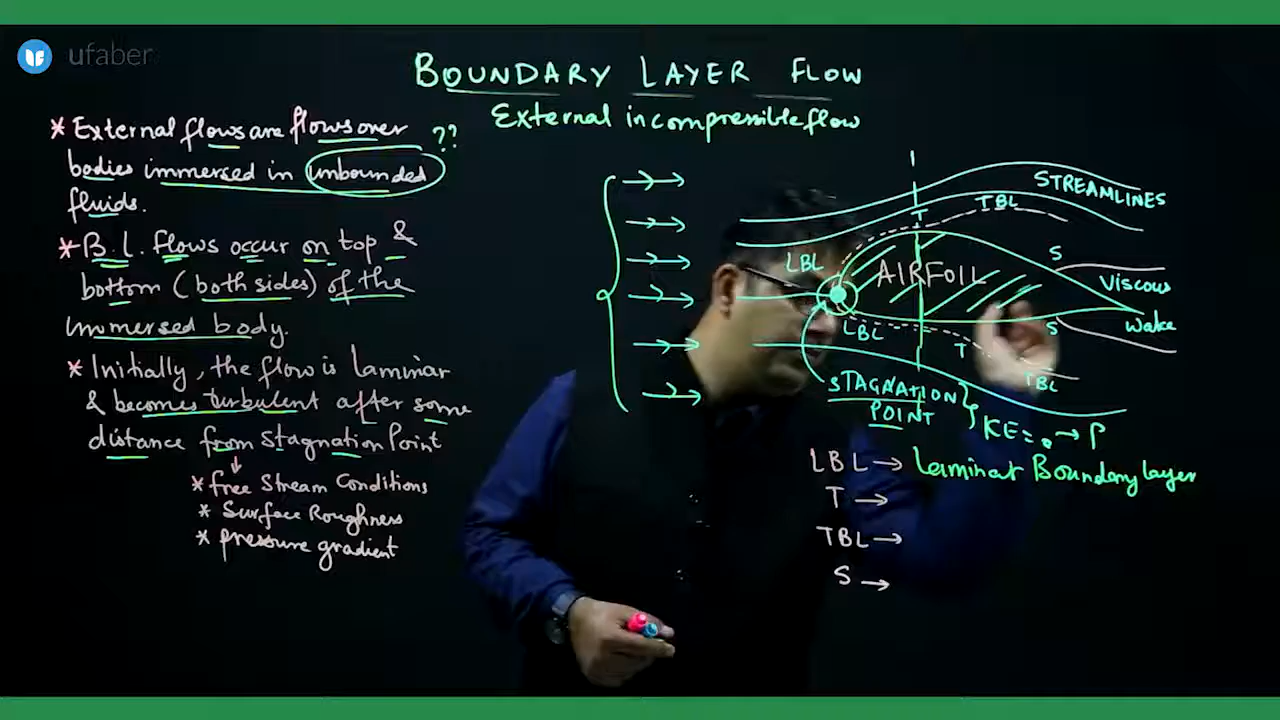 ufaber
BOUNDARY LAYER FLOW
External incompressible flow
* External flows are flows over ??
bodies immersed in unbounded
fluids.
* B.L. flows occur on top &
bottom (both sides) of the
immersed body.
* Initially, the flow is laminar
& becomes turbulent after some
distance from Stagnation Point
* free Stream Conditions
* Surface Roughness
* pressure gradient
STREAMLINES
T
TBL
LBL
AIRFOIL
S
Viscous
Wake
S
LBL
T
TBL
STAGNATION
POINT
KE=0 → P
LBL → Laminar Boundary layer
T →
TBL →
S →